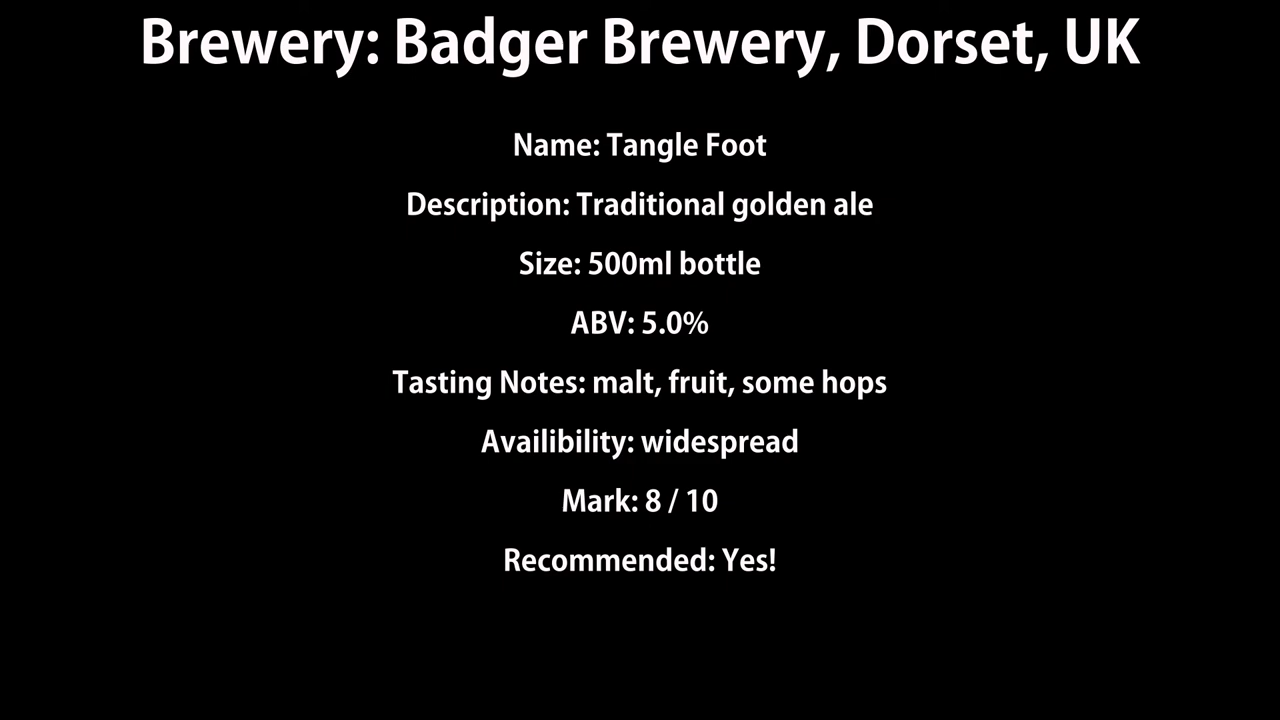 Brewery: Badger Brewery, Dorset, UK
Name: Tangle Foot
Description: Traditional golden ale
Size: 500ml bottle
ABV: 5.0%
Tasting Notes: malt, fruit, some hops
Availibility: widespread
Mark: 8 / 10
Recommended: Yes!